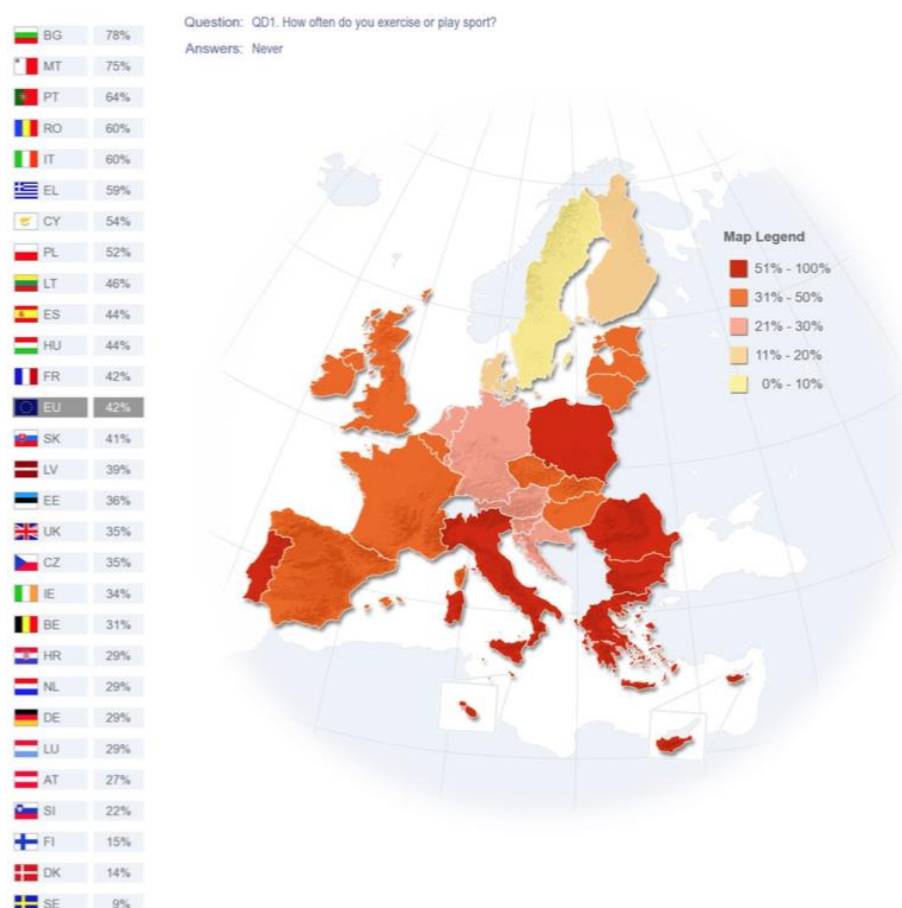 Question: QD1. How often do you exercise or play sport?
Answers: Never
BG 78%
MT 75%
PT 64%
RO 60%
IT 60%
EL 59%
CY 54%
PL 52%
LT 46%
ES 44%
HU 44%
FR 42%
EU 42%
SK 41%
LV 39%
EE 36%
UK 35%
CZ 35%
IE 34%
BE 31%
HR 29%
NL 29%
DE 29%
LU 29%
AT 27%
SI 22%
FI 15%
DK 14%
SE 9%
Map Legend
51% - 100%
31% - 50%
21% - 30%
11% - 20%
0% - 10%